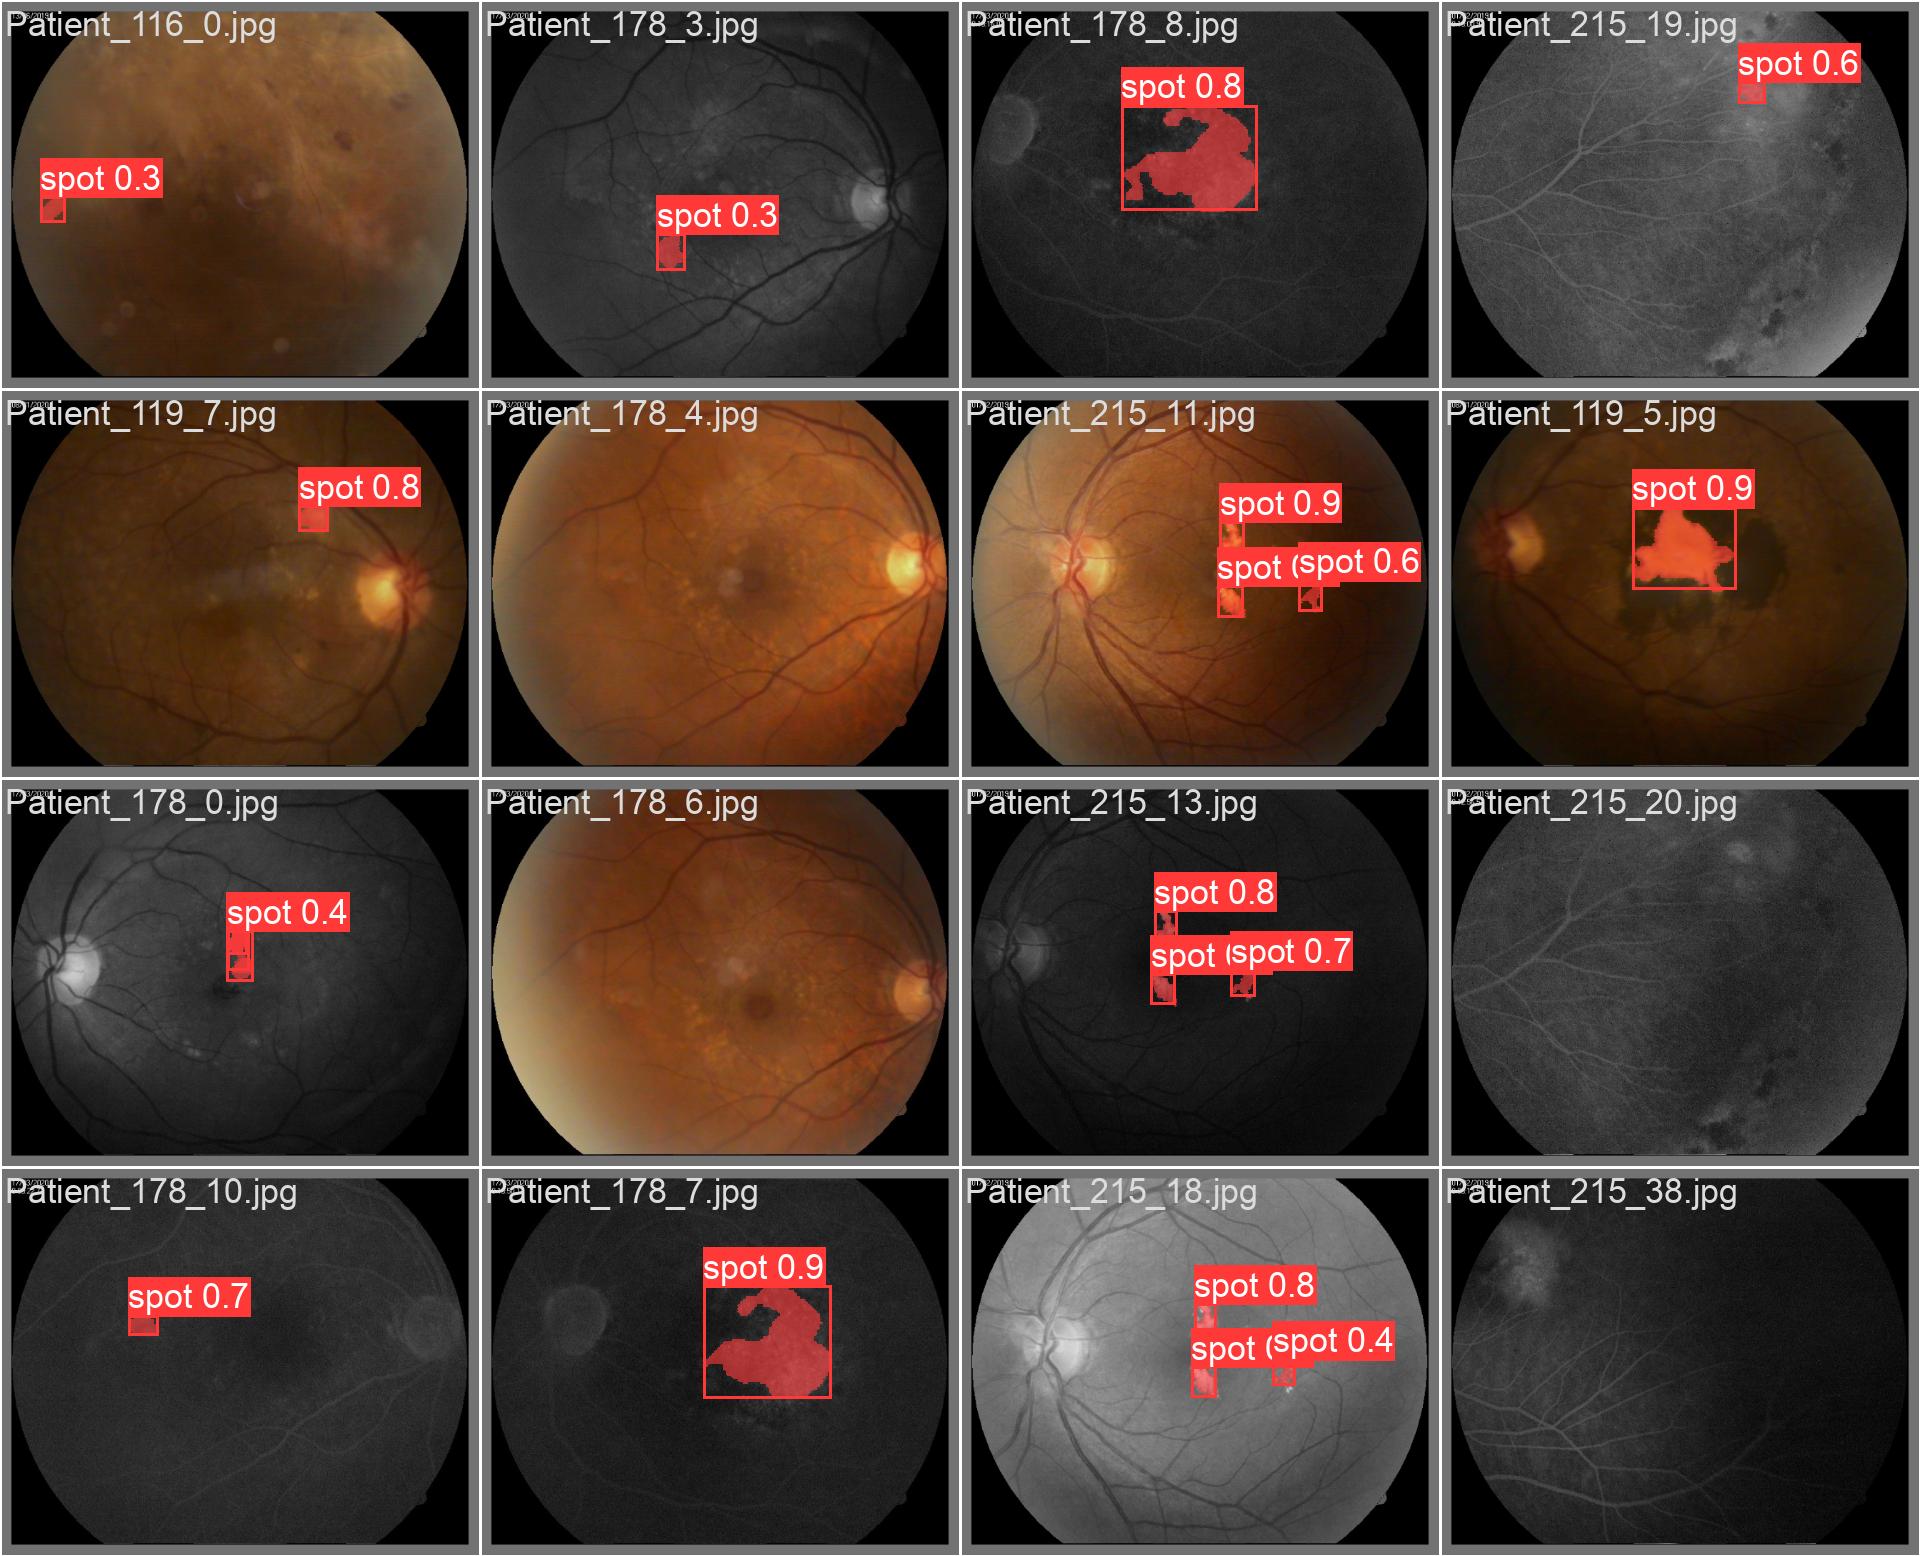 Patient_116_0.jpg
spot 0.3
Patient_178_3.jpg
spot 0.3
Patient_178_8.jpg
spot 0.8
Patient_215_19.jpg
spot 0.6
Patient_119_7.jpg
spot 0.8
Patient_178_4.jpg
Patient_215_11.jpg
spot 0.9
spot
spot 0.6
Patient_119_5.jpg
spot 0.9
Patient_178_0.jpg
spot 0.4
Patient_178_6.jpg
Patient_215_13.jpg
spot 0.8
spot
spot 0.7
Patient_215_20.jpg
Patient_178_10.jpg
spot 0.7
Patient_178_7.jpg
spot 0.9
Patient_215_18.jpg
spot 0.8
spot
spot 0.4
Patient_215_38.jpg